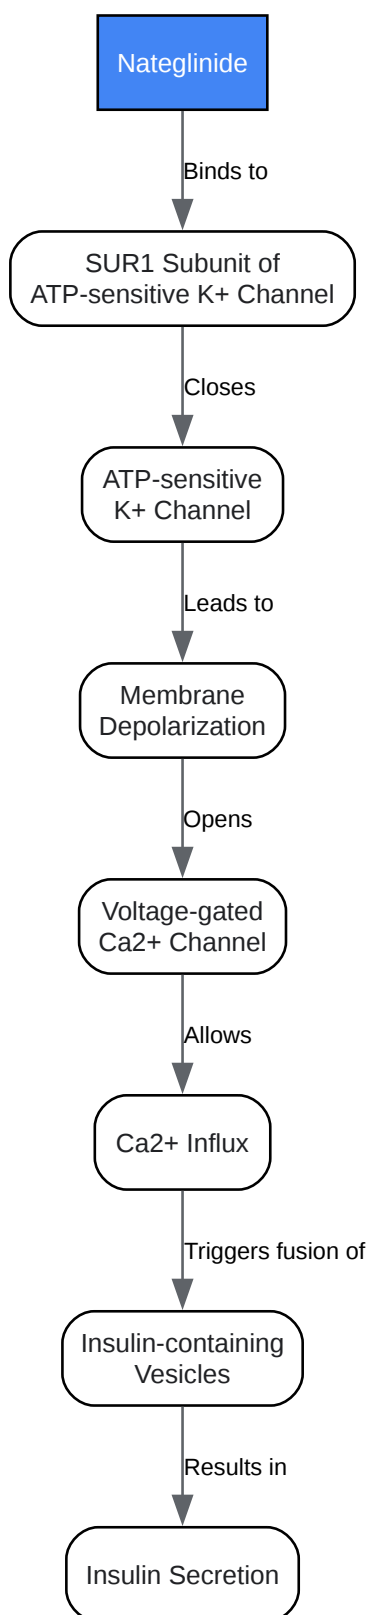 Nateglinide
Binds to
SUR1 Subunit of
ATP-sensitive K+ Channel
Closes
ATP-sensitive
K+ Channel
Leads to
Membrane
Depolarization
Opens
Voltage-gated
Ca2+ Channel
Allows
Ca2+ Influx
Triggers fusion of
Insulin-containing
Vesicles
Results in
Insulin Secretion